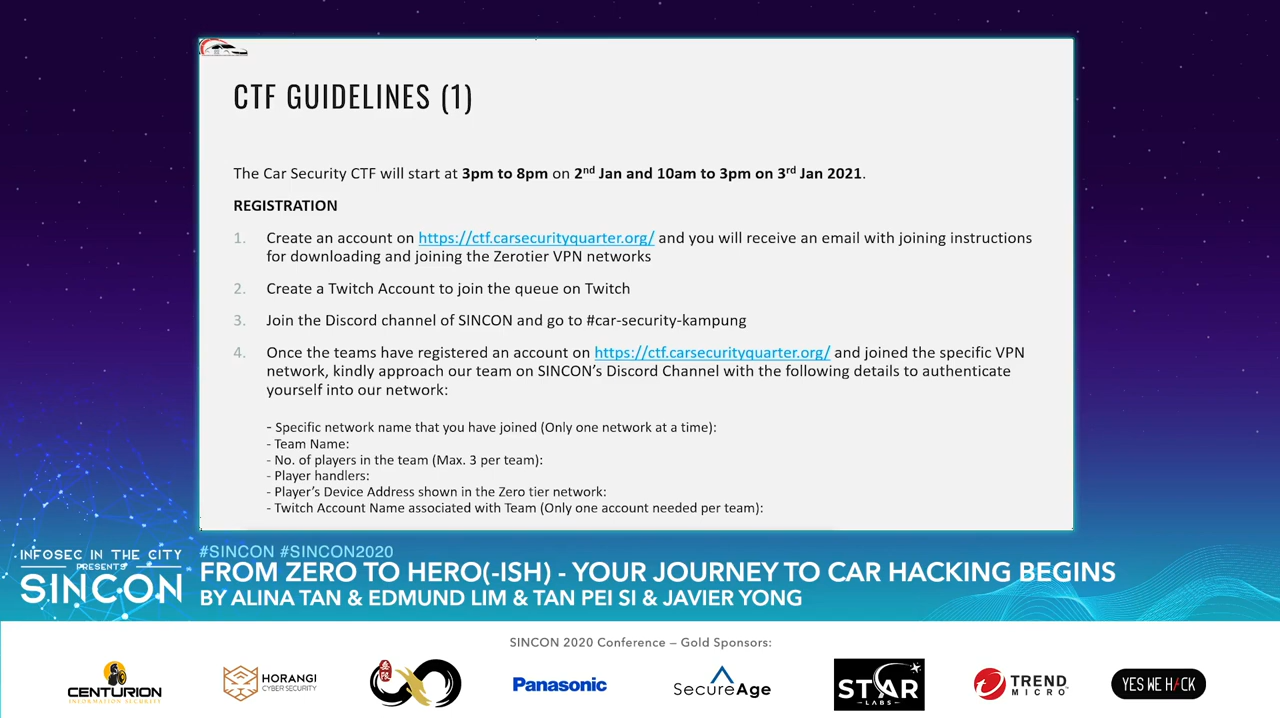 CTF GUIDELINES (1)
The Car Security CTF will start at 3pm to 8pm on 2nd Jan and 10am to 3pm on 3rd Jan 2021.
REGISTRATION
1. Create an account on https://ctf.carsecurityquarter.org/ and you will receive an email with joining instructions
for downloading and joining the Zerotier VPN networks
2. Create a Twitch Account to join the queue on Twitch
3. Join the Discord channel of SINCON and go to #car-security-kampung
4. Once the teams have registered an account on https://ctf.carsecurityquarter.org/ and joined the specific VPN
network, kindly approach our team on SINCON's Discord Channel with the following details to authenticate
yourself into our network:
- Specific network name that you have joined (Only one network at a time):
- Team Name:
- No. of players in the team (Max. 3 per team):
- Player handlers:
- Player's Device Address shown in the Zero tier network:
- Twitch Account Name associated with Team (Only one account needed per team):
INFOSEC IN THE CITY
PRESENTS
SINCON
#SINCON #SINCON2020
FROM ZERO TO HERO(-ISH) - YOUR JOURNEY TO CAR HACKING BEGINS
BY ALINA TAN & EDMUND LIM & TAN PEI SI & JAVIER YONG
SINCON 2020 Conference – Gold Sponsors:
CENTURION
INFORMATION SECURITY
HORANGI
CYBER SECURITY
Panasonic
SecureAge
STAR
LABS
TREND
MICRO
YES WE H/CK